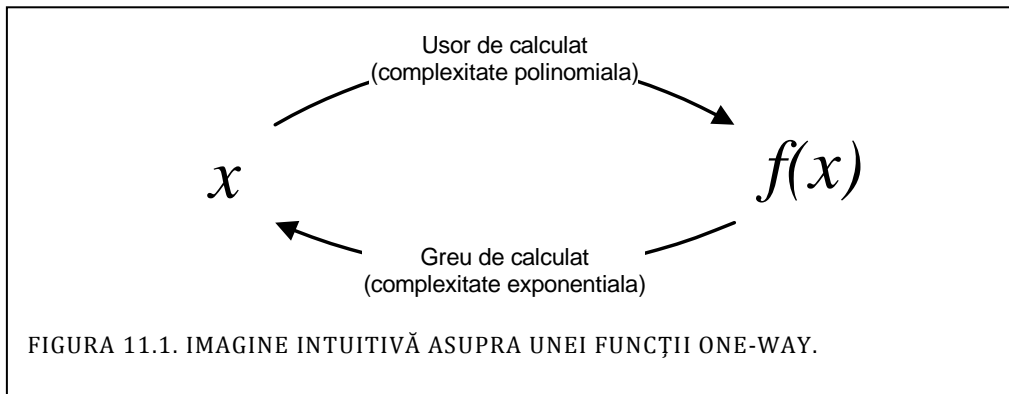 Usor de calculat
(complexitate polinomiala)
x
f(x)
Greu de calculat
(complexitate exponentiala)
FIGURA 11.1. IMAGINE INTUITIVĂ ASUPRA UNEI FUNCŢII ONE-WAY.